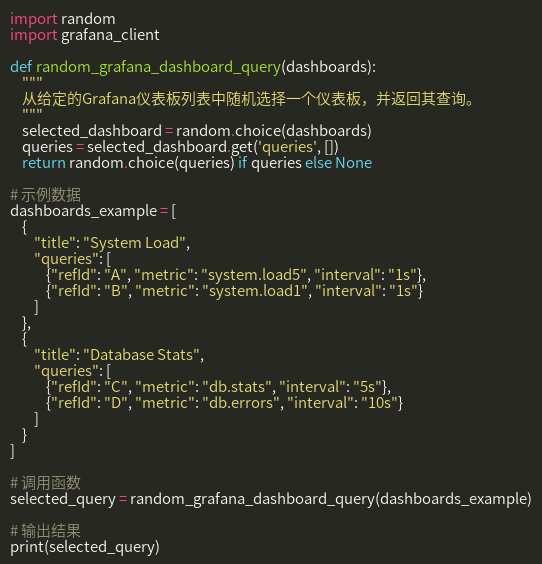 import random
import grafana_client

def random_grafana_dashboard_query(dashboards):
    """
    从给定的Grafana仪表板列表中随机选择一个仪表板，并返回其查询。
    """
    selected_dashboard = random.choice(dashboards)
    queries = selected_dashboard.get('queries', [])
    return random.choice(queries) if queries else None

# 示例数据
dashboards_example = [
    {
        "title": "System Load",
        "queries": [
            {"refId": "A", "metric": "system.load5", "interval": "1s"},
            {"refId": "B", "metric": "system.load1", "interval": "1s"}
        ]
    },
    {
        "title": "Database Stats",
        "queries": [
            {"refId": "C", "metric": "db.stats", "interval": "5s"},
            {"refId": "D", "metric": "db.errors", "interval": "10s"}
        ]
    }
]

# 调用函数
selected_query = random_grafana_dashboard_query(dashboards_example)

# 输出结果
print(selected_query)